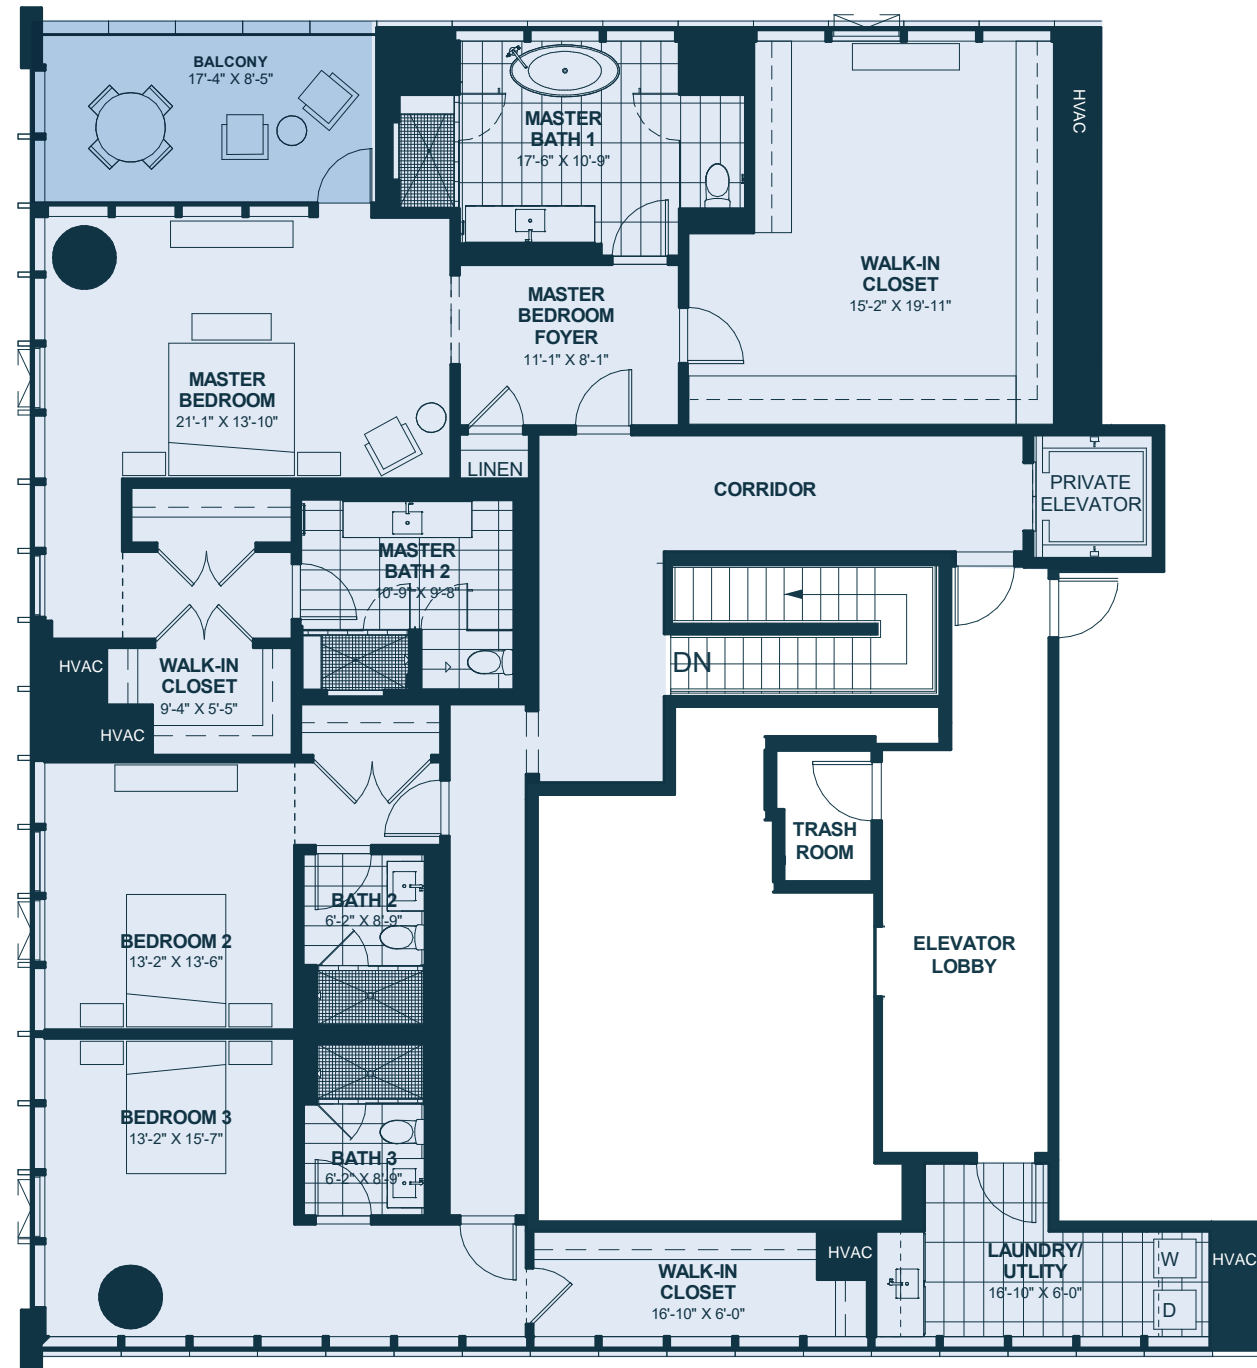 BALCONY
17'-4" X 8'-5"
MASTER
BATH 1
17'-6" X 10'-9"
HVAC
WALK-IN
CLOSET
15'-2" X 19'-11"
MASTER
BEDROOM
FOYER
11'-1" X 8'-1"
MASTER
BEDROOM
21'-1" X 13'-10"
LINEN
CORRIDOR
PRIVATE
ELEVATOR
MASTER
BATH 2
10'-9" X 9'-8"
DN
HVAC
WALK-IN
CLOSET
9'-4" X 5'-5"
HVAC
TRASH
ROOM
BATH 2
6'-2" X 8'-9"
BEDROOM 2
13'-2" X 13'-6"
ELEVATOR
LOBBY
BEDROOM 3
13'-2" X 15'-7"
BATH 3
6'-2" X 8'-9"
WALK-IN
CLOSET
16'-10" X 6'-0"
HVAC
LAUNDRY/
UTLITY
16'-10" X 6'-0"
W
D
HVAC